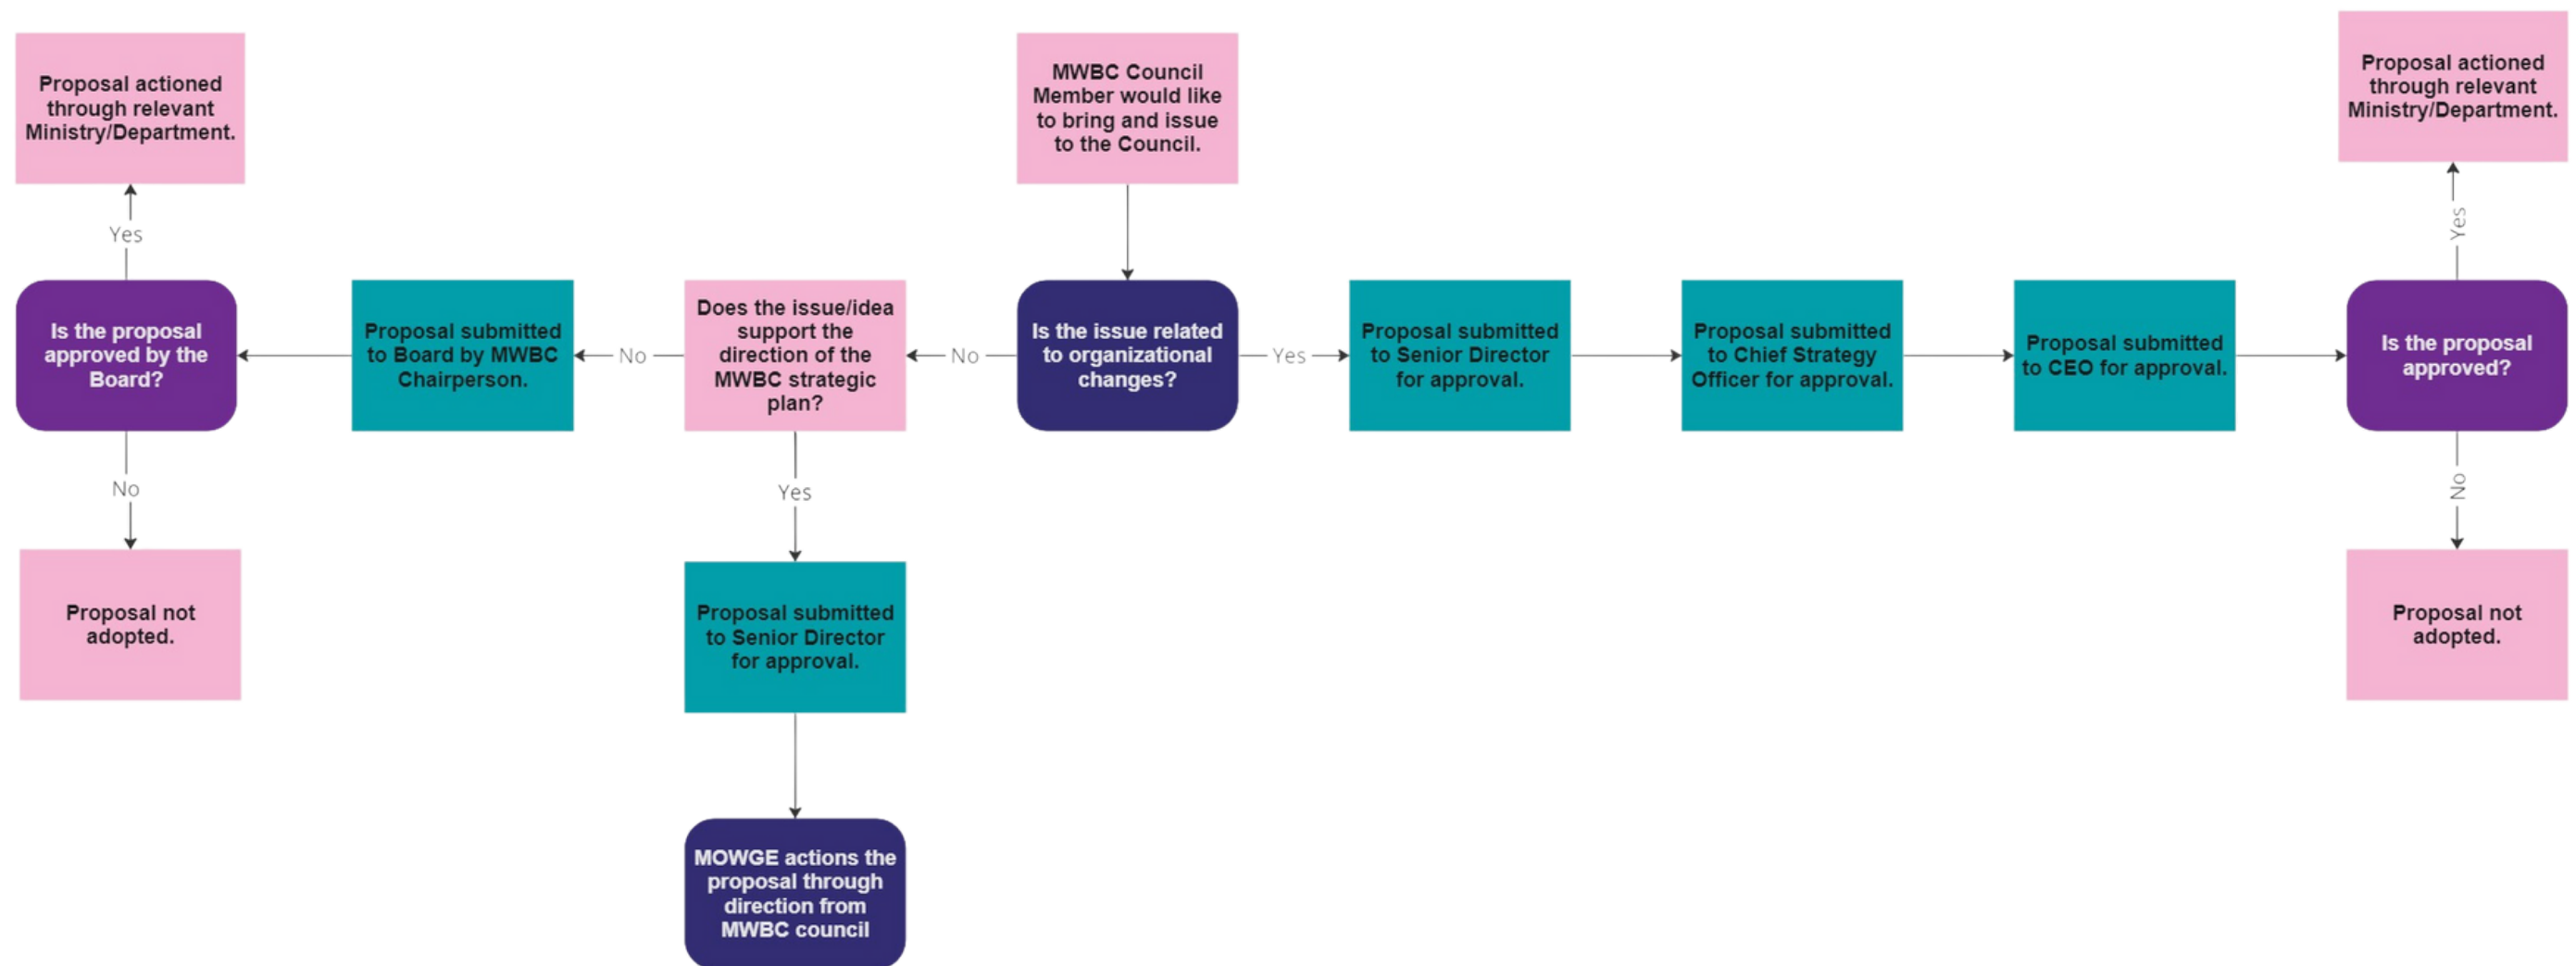 Proposal actioned
through relevant
Ministry/Department.
MWBC Council
Member would like
to bring and issue
to the Council.
Proposal actioned
through relevant
Ministry/Department.
Yes
Yes
Is the proposal
approved by the
Board?
Proposal submitted
to Board by MWBC
Chairperson.
No
Does the issue/idea
support the
direction of the
MWBC strategic
plan?
No
Is the issue related
to organizational
changes?
Yes
Proposal submitted
to Senior Director
for approval.
Proposal submitted
to Chief Strategy
Officer for approval.
Proposal submitted
to CEO for approval.
Is the proposal
approved?
No
Yes
No
Proposal not
adopted.
Proposal submitted
to Senior Director
for approval.
Proposal not
adopted.
MOWGE actions the
proposal through
direction from
MWBC council